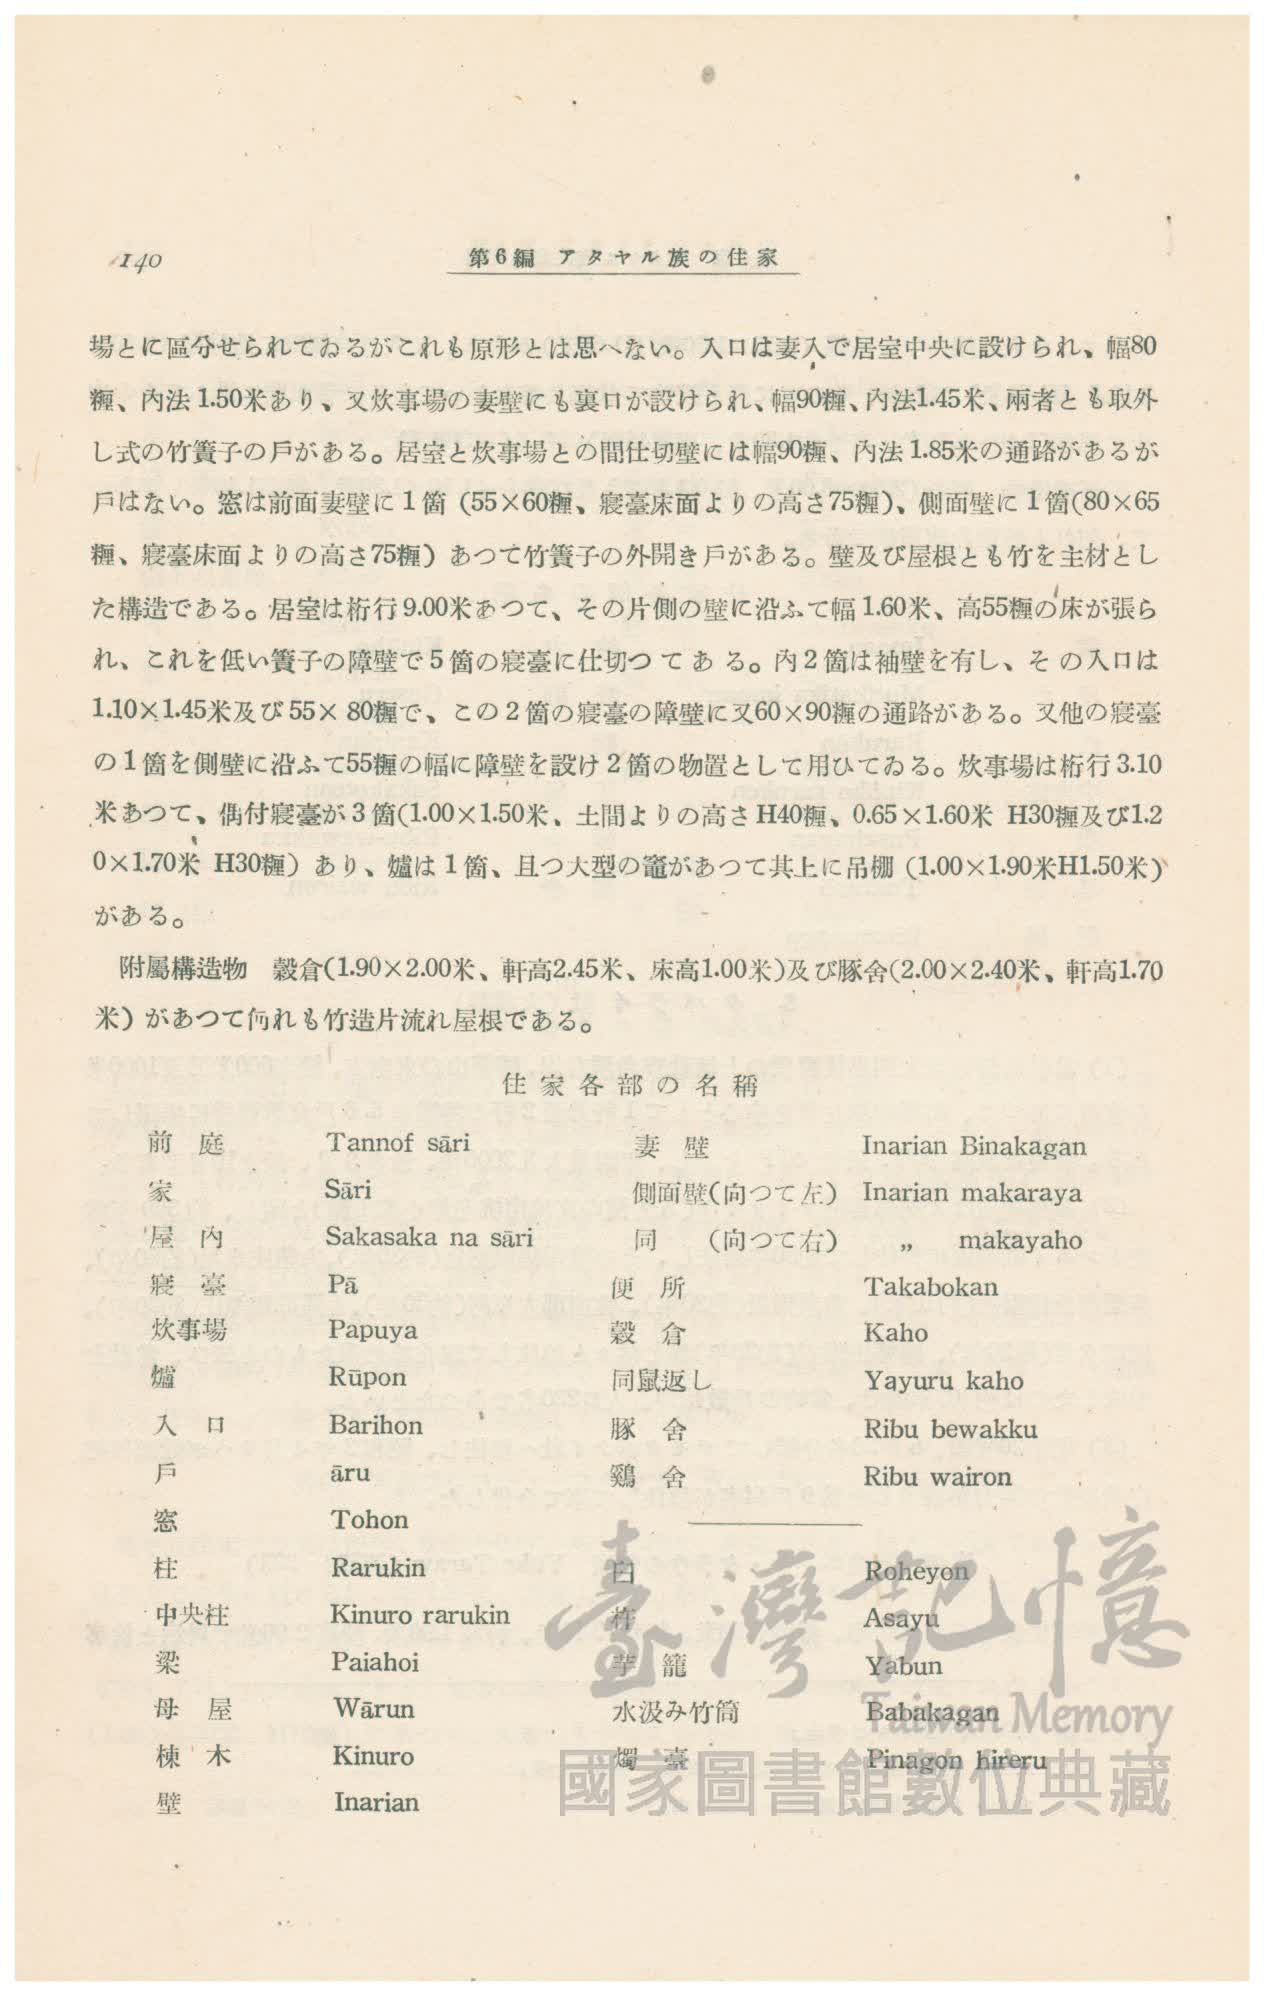 140
第6編 アタヤル族の住家
場とに區分せられてゐるがこれも原形とは思へない。入口は妻入で居室中央に設けられ、幅80
糎、內法1.50米あり、又炊事場の妻壁にも裏口が設けられ、幅90糎、內法1.45米、兩者とも取外
し式の竹簀子の戶がある。居室と炊事場との間仕切壁には幅90糎、內法1.85米の通路があるが
戶はない。窓は前面妻壁に1箇(55×60糎、寢臺床面よりの高さ75糎)、側面壁に1箇(80×65
糎、寢臺床面よりの高さ75糎)あつて竹簀子の外開き戶がある。壁及び屋根とも竹を主材とし
た構造である。居室は桁行9.00米あつて、その片側の壁に沿ふて幅1.60米、高55糎の床が張ら
れ、これを低い簀子の障壁で5箇の寢臺に仕切つてある。內2箇は袖壁を有し、その入口は
1.10×1.45米及び55×80糎で、この2箇の寢臺の障壁に又60×90糎の通路がある。又他の寢臺
の1箇を側壁に沿ふて55糎の幅に障壁を設け2箇の物置として用ひてゐる。炊事場は桁行3.10
米あつて、偶付寢臺が3箇(1.00×1.50米、土間よりの高さH40糎、0.65×1.60米 H30糎及び1.2
0×1.70米 H30糎)あり、爐は1箇、且つ大型の竈があつて其上に吊棚(1.00×1.90米H1.50米)
がある。
附屬構造物 穀倉(1.90×2.00米、軒高2.45米、床高1.00米)及び豚舍(2.00×2.40米、軒高1.70
米)があつて何れも竹造片流れ屋根である。
住家各部の名稱
前庭 Tannof sāri
家 Sāri
屋內 Sakasaka na sāri
寢臺 Pā
炊事場 Papuya
爐 Rūpon
入口 Barihon
戶 āru
窓 Tohon
柱 Rarukin
中央柱 Kinuro rarukin
梁 Paiahoi
母屋 Wārun
棟木 Kinuro
壁 Inarian
妻壁 Inarian Binakagan
側面壁(向つて左) Inarian makaraya
同 (向つて右) 〃 makayaho
便所 Takabokan
穀倉 Kaho
同鼠返し Yayuru kaho
豚舍 Ribu bewakku
鷄舍 Ribu wairon
臼 Roheyon
杵 Asayu
芋籠 Yabun
水汲み竹筒 Babakagan
燭臺 Pinagon hireru
臺灣記憶
Taiwan Memory
國家圖書館數位典藏